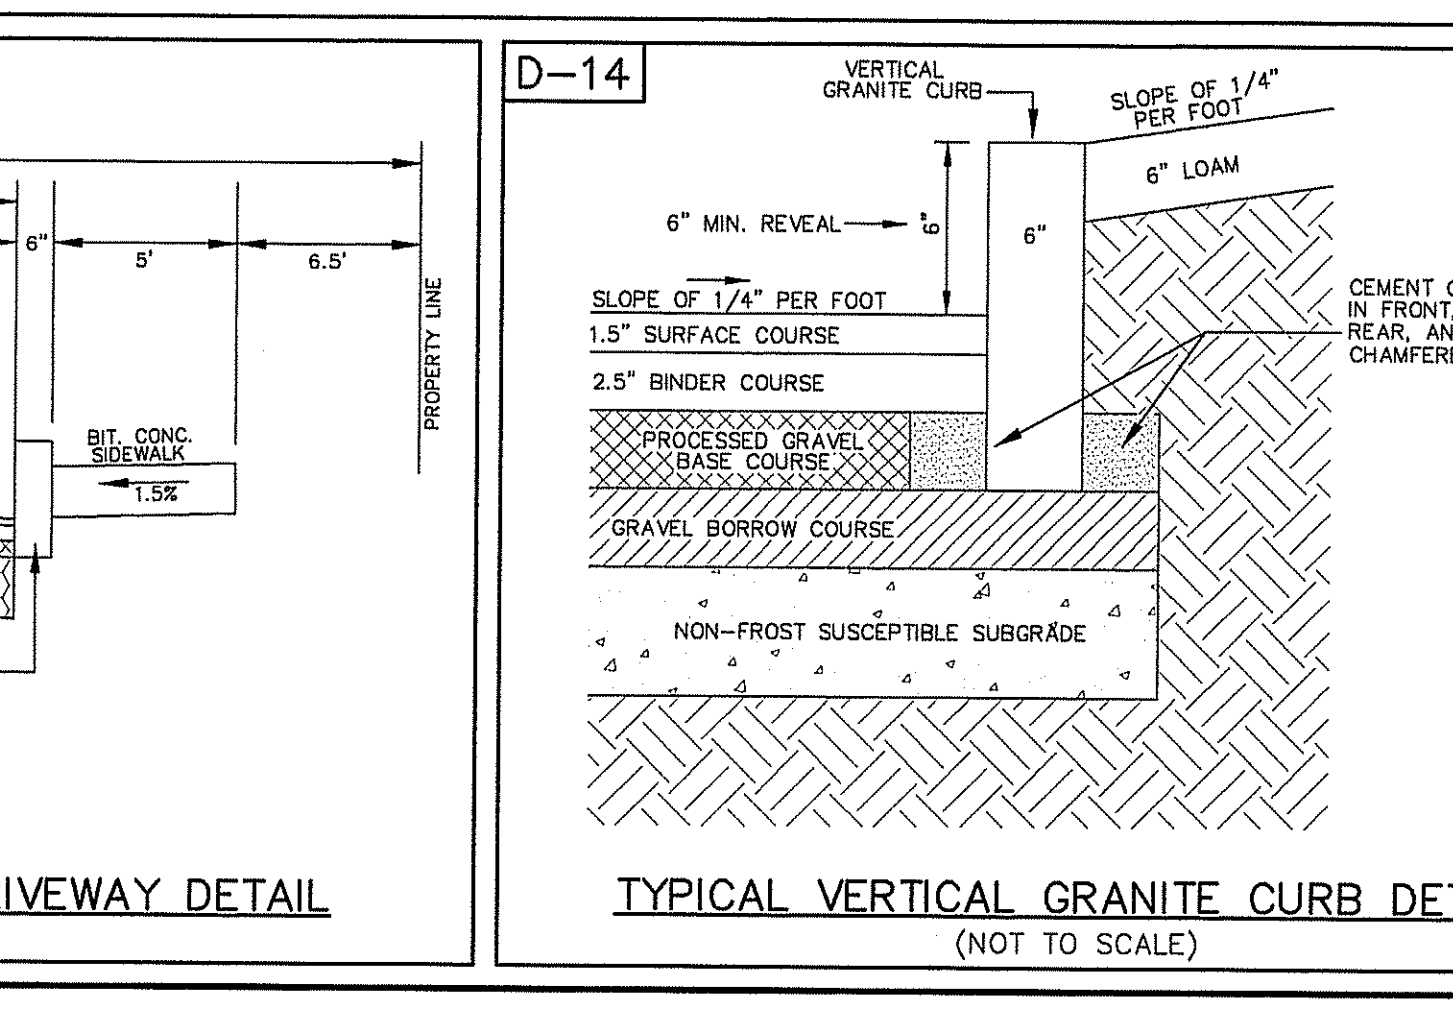 6"
5'
6.5'
PROPERTY LINE
BIT. CONC.
SIDEWALK
1.5%
DETAIL
D-14
VERTICAL
GRANITE CURB
SLOPE OF 1/4"
PER FOOT
6" LOAM
6" MIN. REVEAL
6"
6"
SLOPE OF 1/4" PER FOOT
1.5" SURFACE COURSE
2.5" BINDER COURSE
PROCESSED GRAVEL
BASE COURSE
GRAVEL BORROW COURSE
NON-FROST SUSCEPTIBLE SUBGRADE
CEMENT
IN FRONT,
REAR,
TYPICAL VERTICAL GRANITE CURB
(NOT TO SCALE)